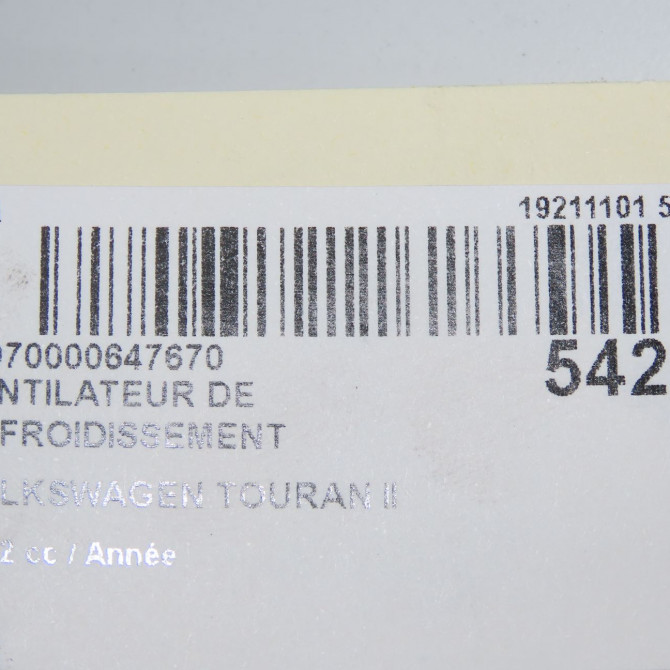 19211101 5
070000647670
542
NTILATEUR DE
FROIDISSEMENT
LKSWAGEN TOURAN II
2 cc / Année